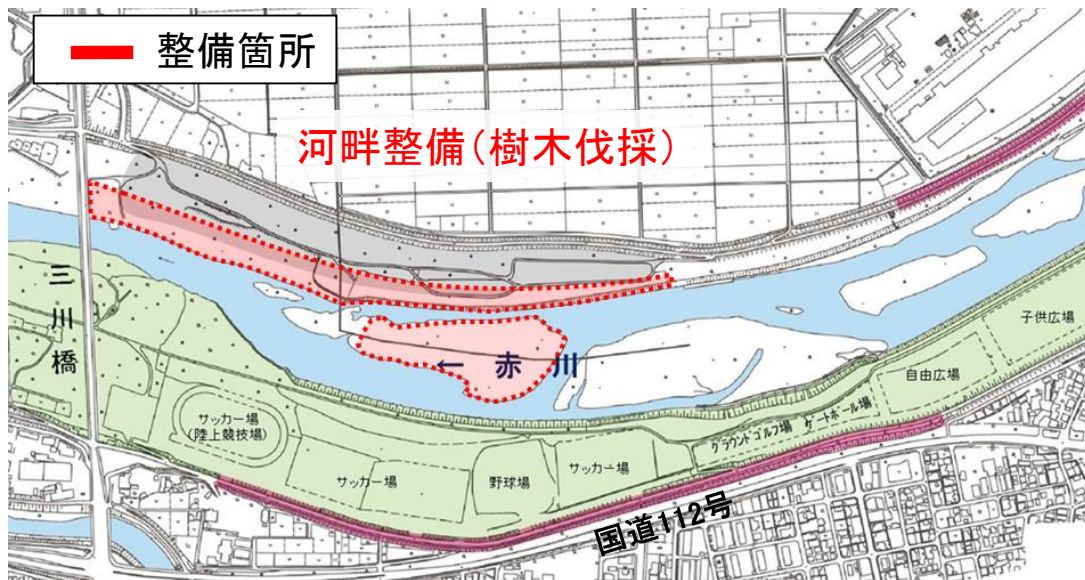 整備箇所
河畔整備(樹木伐採)
三川橋
← 赤川
子供広場
自由広場
ゲートボール場
グラウンドゴルフ場
サッカー場
(陸上競技場)
サッカー場
野球場
サッカー場
国道112号